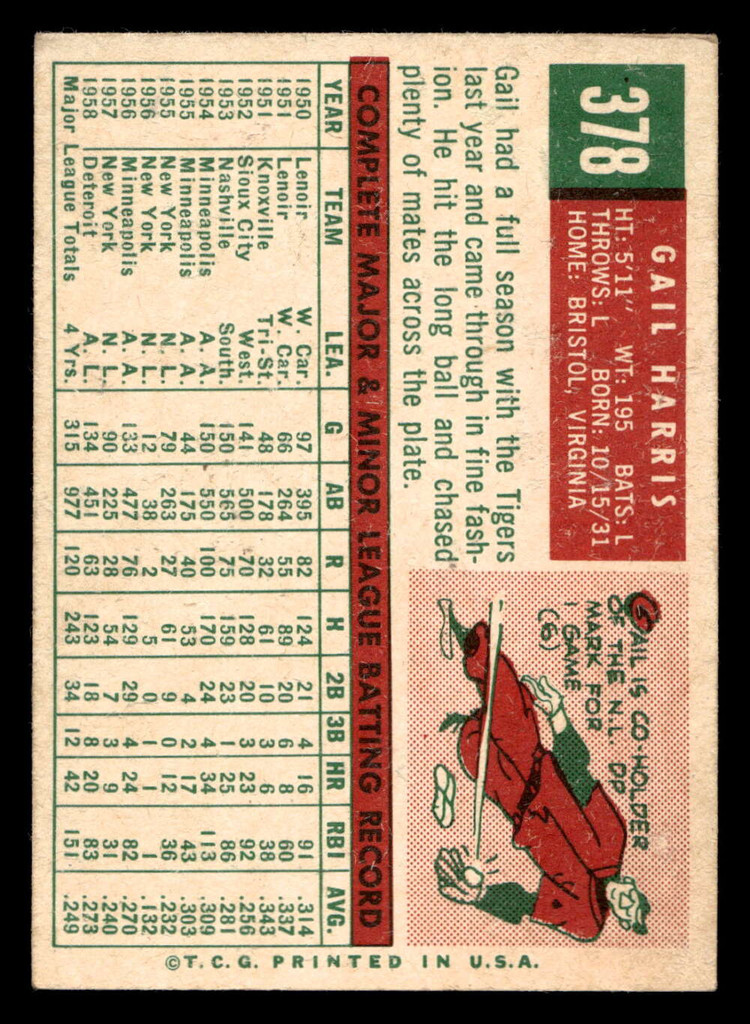 378
GAIL HARRIS
HT: 5'11" WT: 195 BATS: L
THROWS: L BORN: 10/15/31
HOME: BRISTOL, VIRGINIA
Gail had a full season with the Tigers
last year and came through in fine fash-
ion. He hit the long ball and chased
plenty of mates across the plate.
GAIL IS CO-HOLDER
OF THE N.L. DP
MARK FOR
1 GAME
(6)
COMPLETE MAJOR & MINOR LEAGUE BATTING RECORD
YEAR TEAM LEA. G AB R H 2B 3B HR RBI AVG.
1950 Lenoir W. Car. 97 395 82 124 21 4 16 91 .314
1951 Lenoir W. Car. 66 264 55 89 20 6 8 60 .337
1951 Knoxville Tri-St. 48 178 32 61 10 3 6 38 .343
1952 Sioux City West. 141 500 70 128 20 3 23 92 .256
1953 Nashville South. 150 565 75 159 23 1 25 86 .281
1954 Minneapolis A. A. 150 550 100 170 24 4 34 113 .309
1955 Minneapolis A. A. 44 175 40 53 4 2 17 43 .303
1955 New York N. L. 79 263 27 61 9 0 12 36 .232
1956 New York N. L. 12 38 2 5 0 1 1 1 .132
1956 Minneapolis A. A. 133 477 76 129 29 4 24 82 .270
1957 New York N. L. 90 225 28 54 7 3 9 31 .240
1958 Detroit A. L. 134 451 63 123 18 8 20 83 .273
Major League Totals 4 Yrs. 315 977 120 243 34 12 42 151 .249
©T.C.G. PRINTED IN U.S.A.